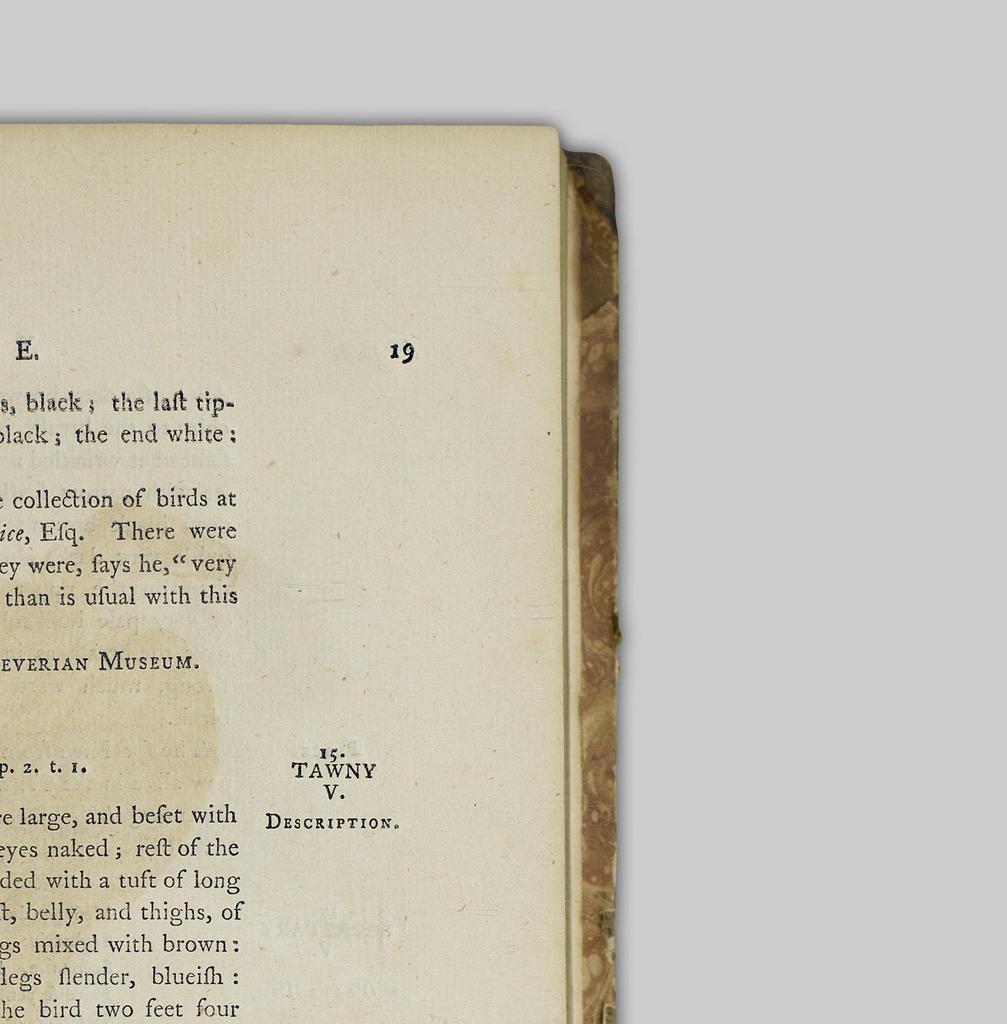 E. 19
s, black; the laſt tip-
black; the end white:
collection of birds at
ice, Eſq. There were
ey were, ſays he,“ very
than is uſual with this
everian Museum.
p. 2. t. 1.
15.
TAWNY
V.
Description.
re large, and beſet with
eyes naked; reſt of the
ded with a tuft of long
ſt, belly, and thighs, of
gs mixed with brown:
legs ſlender, blueiſh:
he bird two feet four